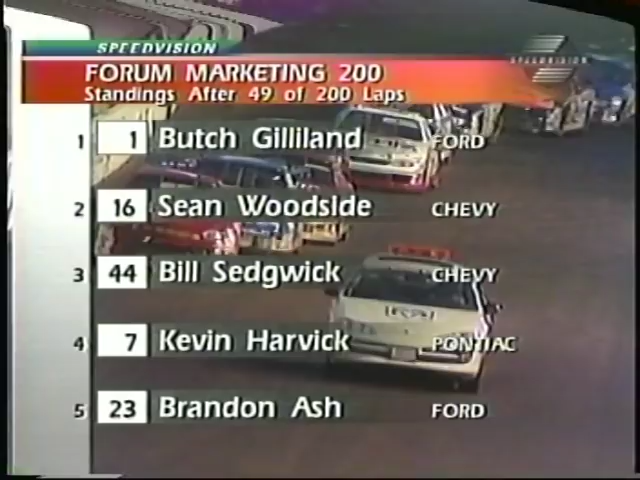 SPEEDVISION
SPEEDVISION
FORUM MARKETING 200
Standings After 49 of 200 Laps
1 1 Butch Gilliland FORD
2 16 Sean Woodside CHEVY
3 44 Bill Sedgwick CHEVY
4 7 Kevin Harvick PONTIAC
5 23 Brandon Ash FORD